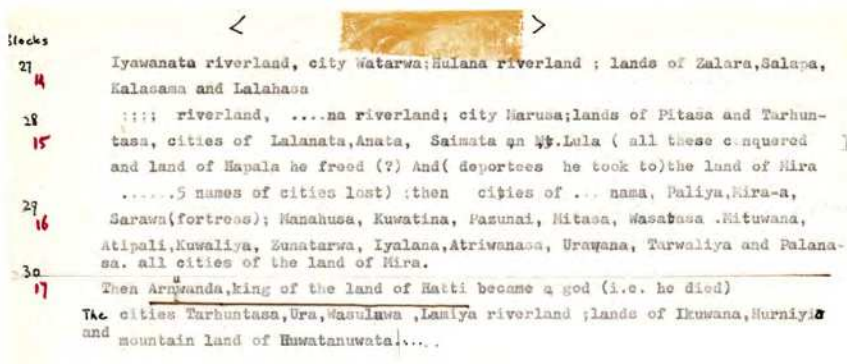 < >
Blocks
27 Iyawanata riverland, city Watarwa;Hulana riverland ; lands of Zalara,Salapa,
14 Kalasama and Lalahasa
28 :::; riverland, ....na riverland; city Marusa;lands of Pitasa and Tarhun-
15 tasa, cities of Lalanata,Anata, Saimata on Mt.Lula ( all these conquered ]
and land of Hapala he freed (?) And( deportees he took to)the land of Mira
......5 names of cities lost) ;then cities of ... nama, Paliya,Mira-a,
29
16 Sarawa(fortress); Manahusa, Kuwatina, Pazunai, Mitasa, Wasatasa .Mituwana,
Atipali,Kuwaliya, Zunatarwa, Iyalana,Atriwanasa, Urawana, Tarwaliya and Palana-
sa. all cities of the land of Mira.
30
17 Then Arnuwanda,king of the land of Hatti became a god (i.e. he died)
The cities Tarhuntasa,Ura,Wasulawa ,Lamiya riverland ;lands of Ikuwana,Hurniyia
and mountain land of Huwatanuwata.....